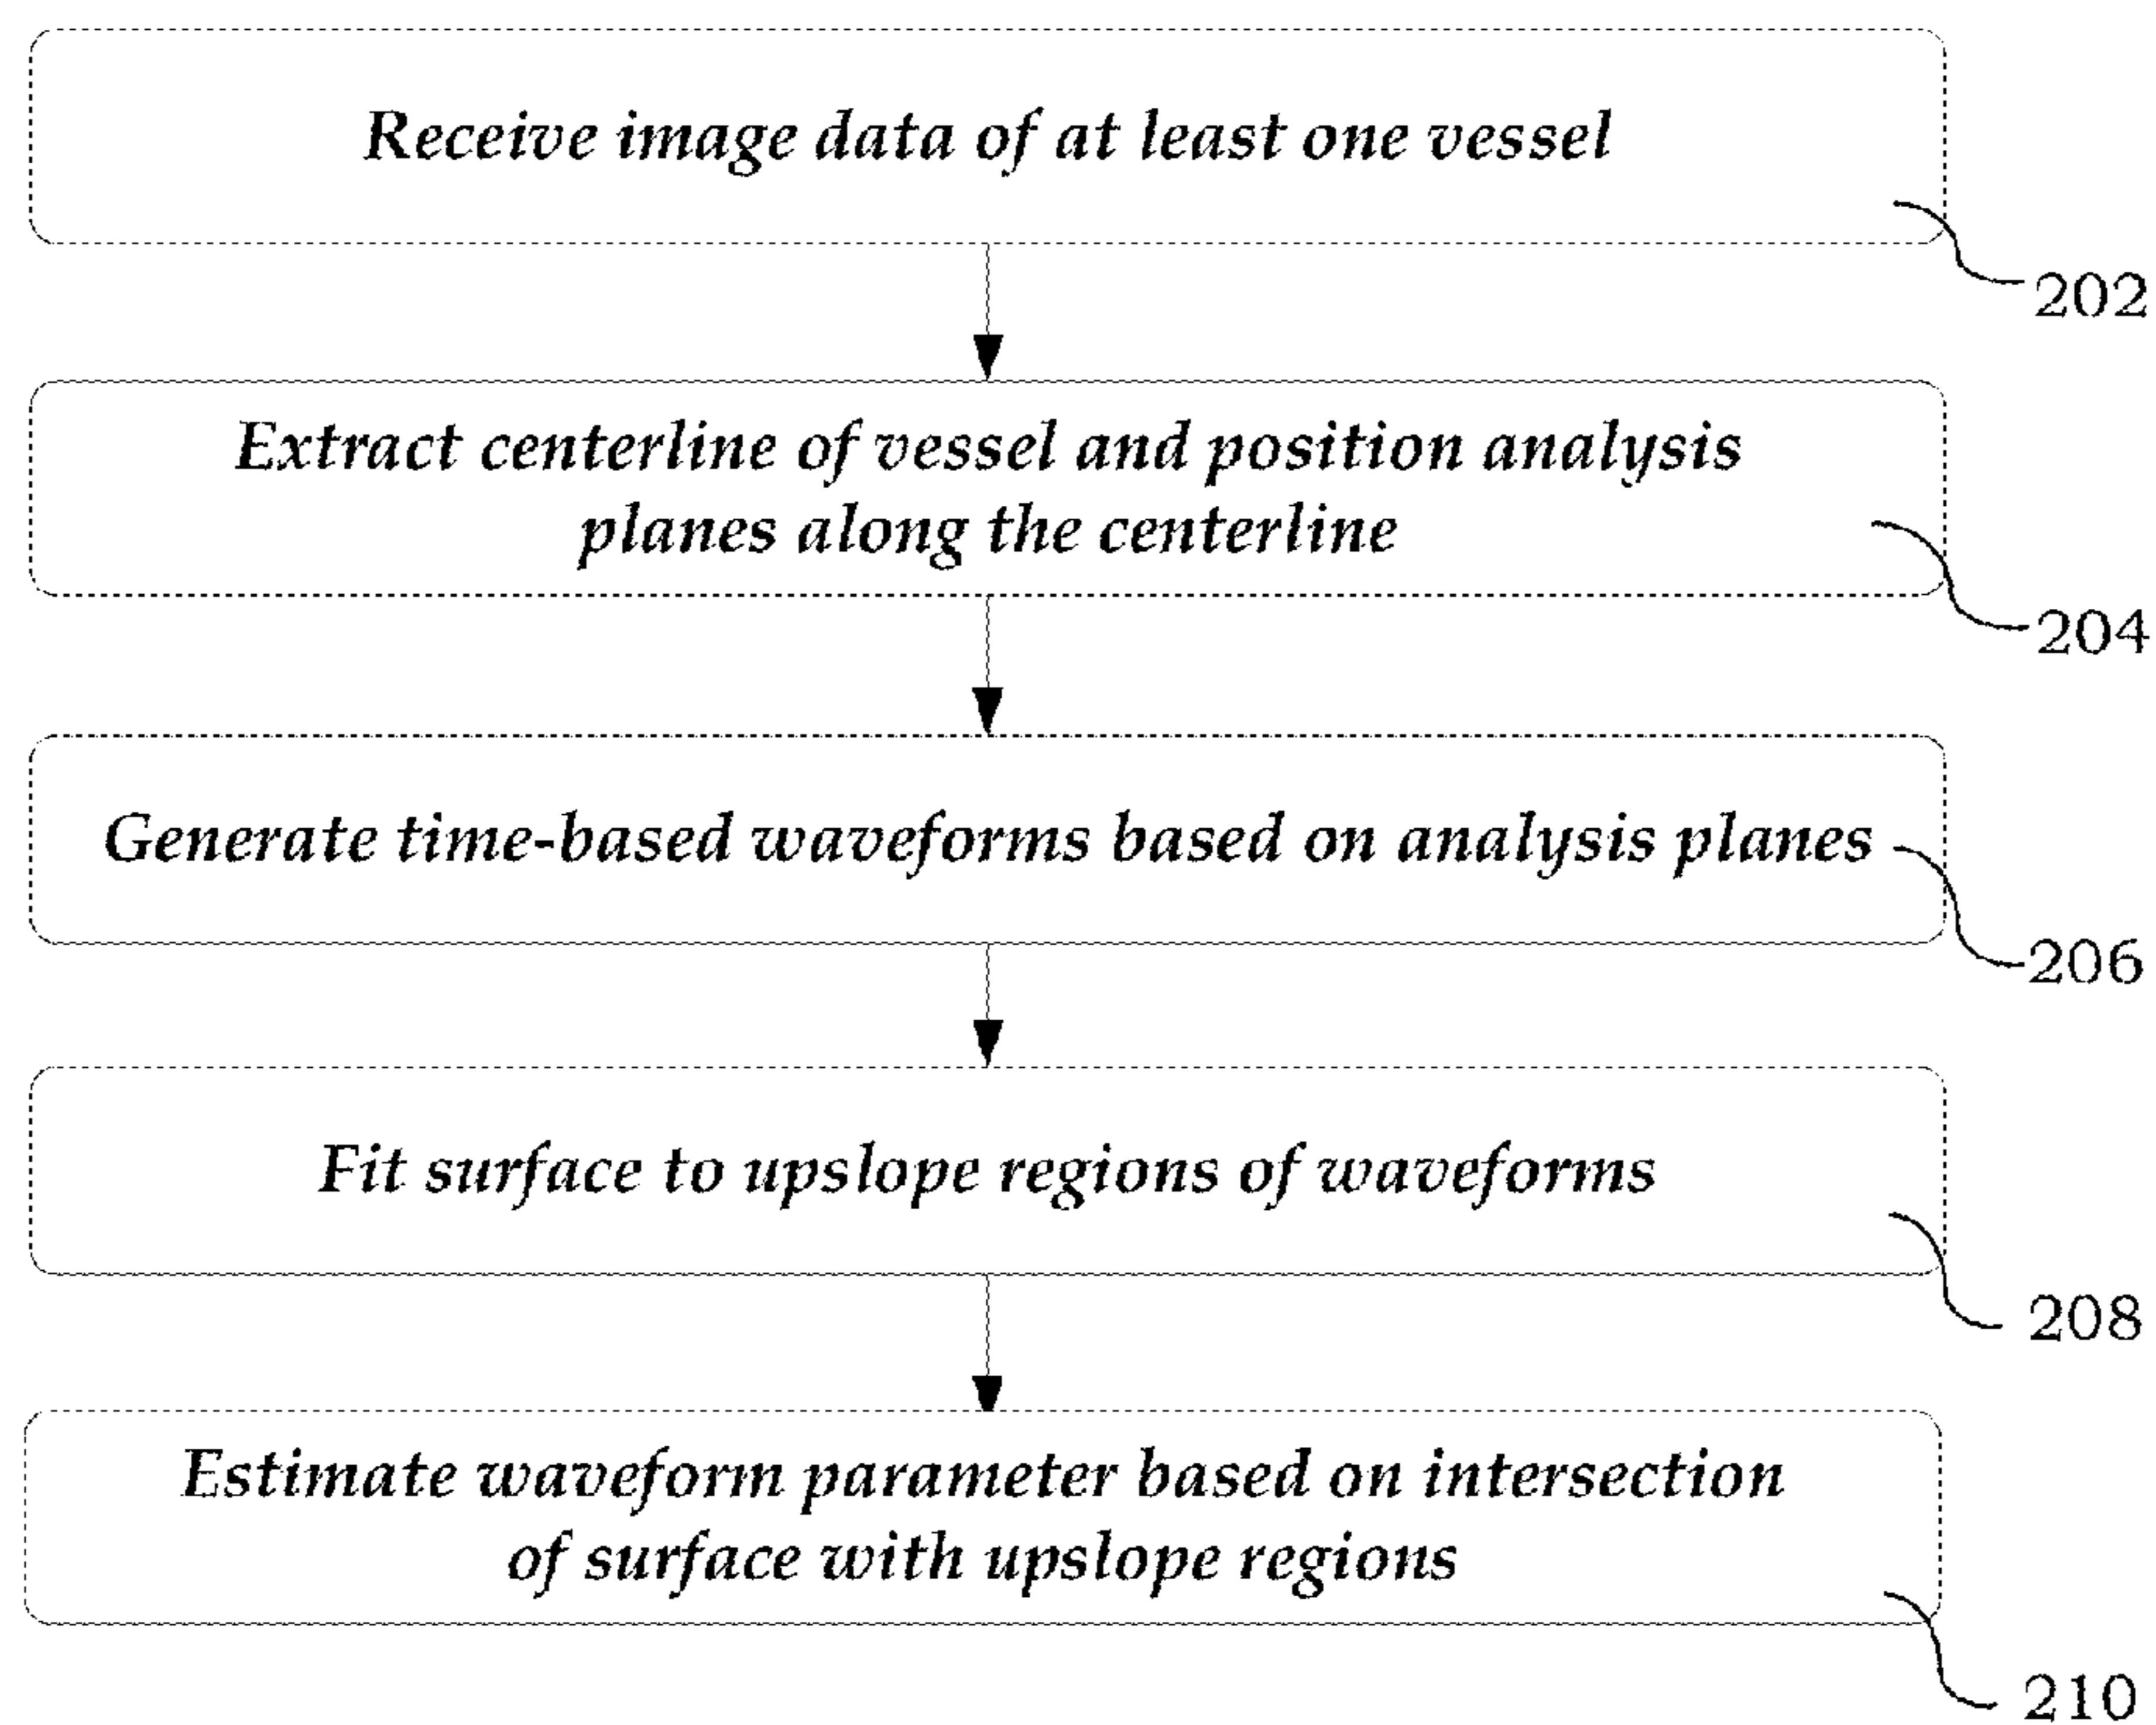 Receive image data of at least one vessel
202
Extract centerline of vessel and position analysis
planes along the centerline
204
Generate time-based waveforms based on analysis planes
206
Fit surface to upslope regions of waveforms
208
Estimate waveform parameter based on intersection
of surface with upslope regions
210